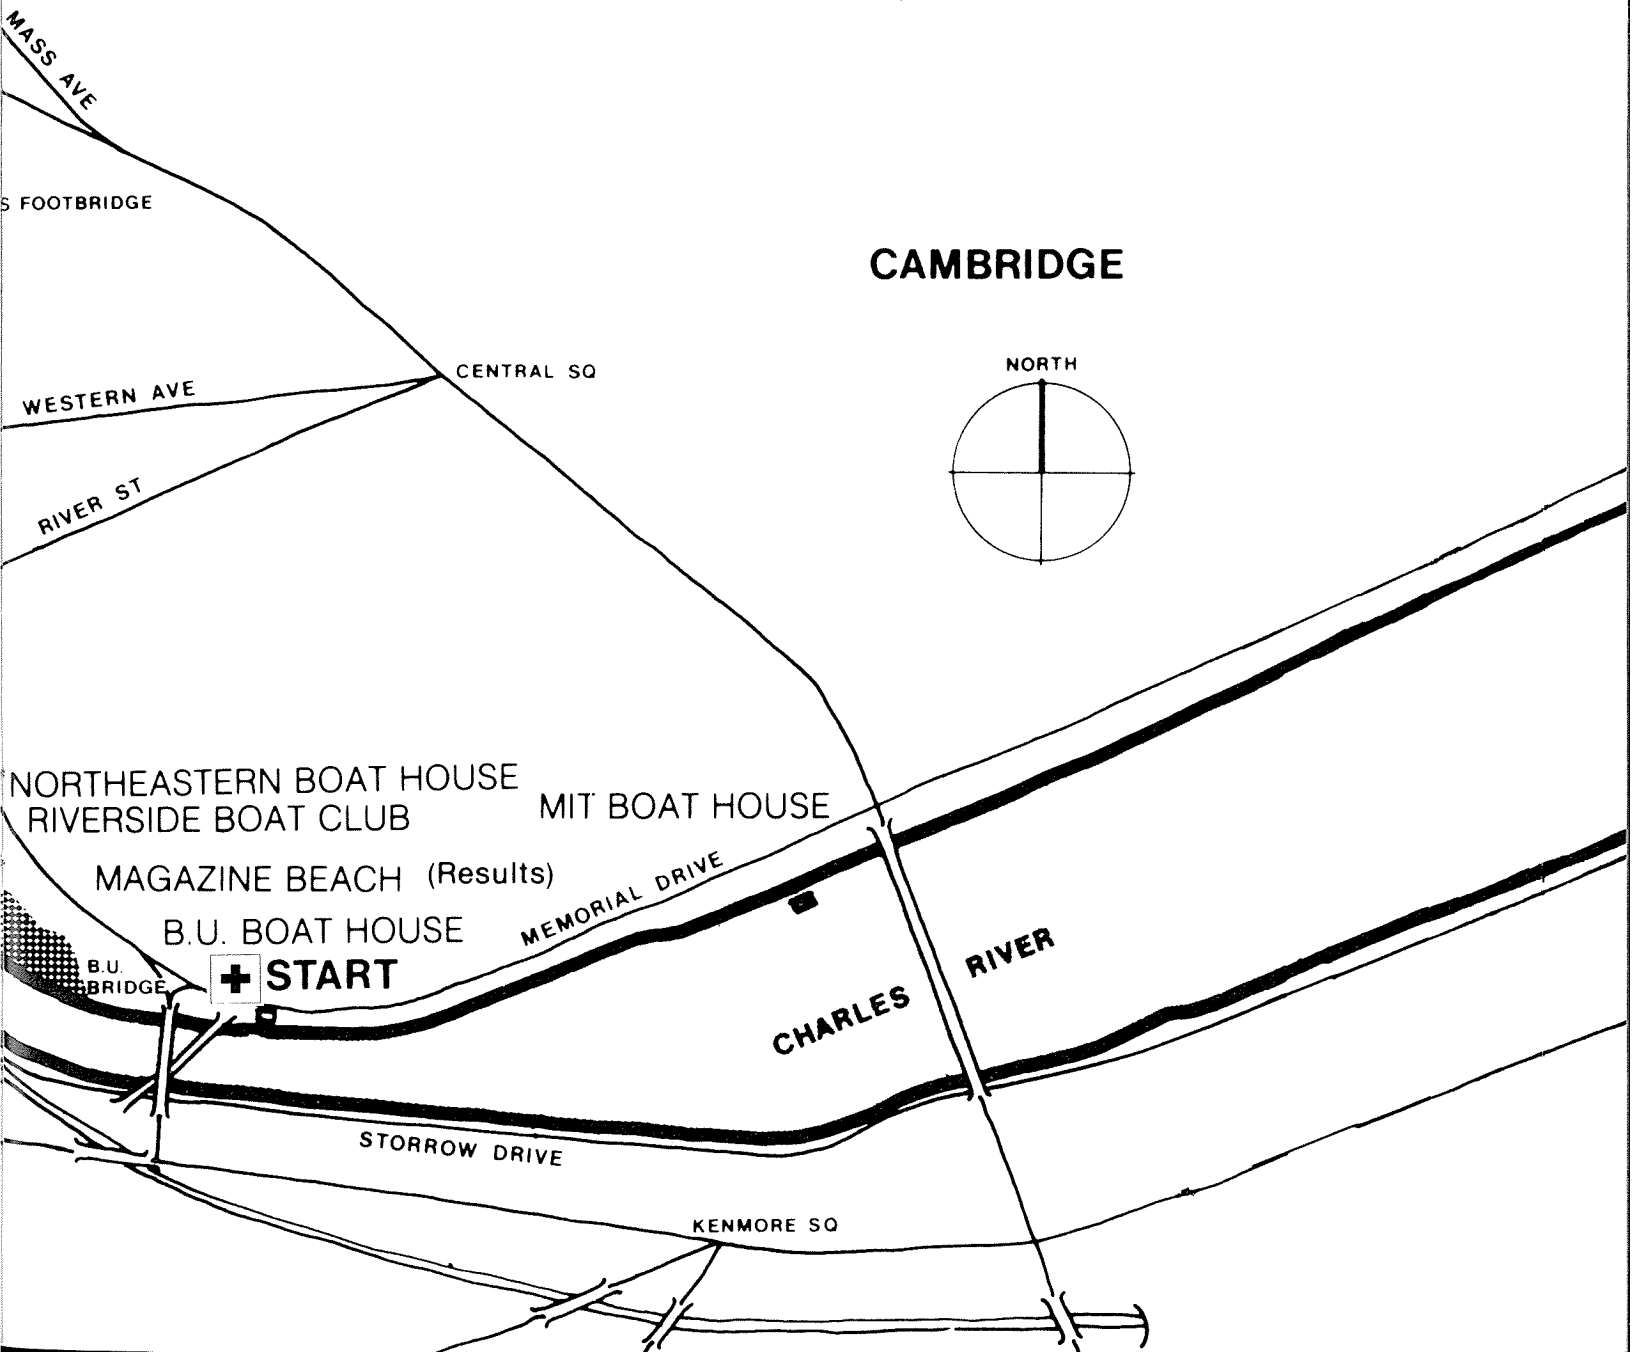 MASS AVE
S FOOTBRIDGE
CAMBRIDGE
NORTH
CENTRAL SQ
WESTERN AVE
RIVER ST
NORTHEASTERN BOAT HOUSE
RIVERSIDE BOAT CLUB
MIT BOAT HOUSE
MAGAZINE BEACH (Results)
MEMORIAL DRIVE
B.U. BOAT HOUSE
B.U.
BRIDGE
START
CHARLES RIVER
STORROW DRIVE
KENMORE SQ